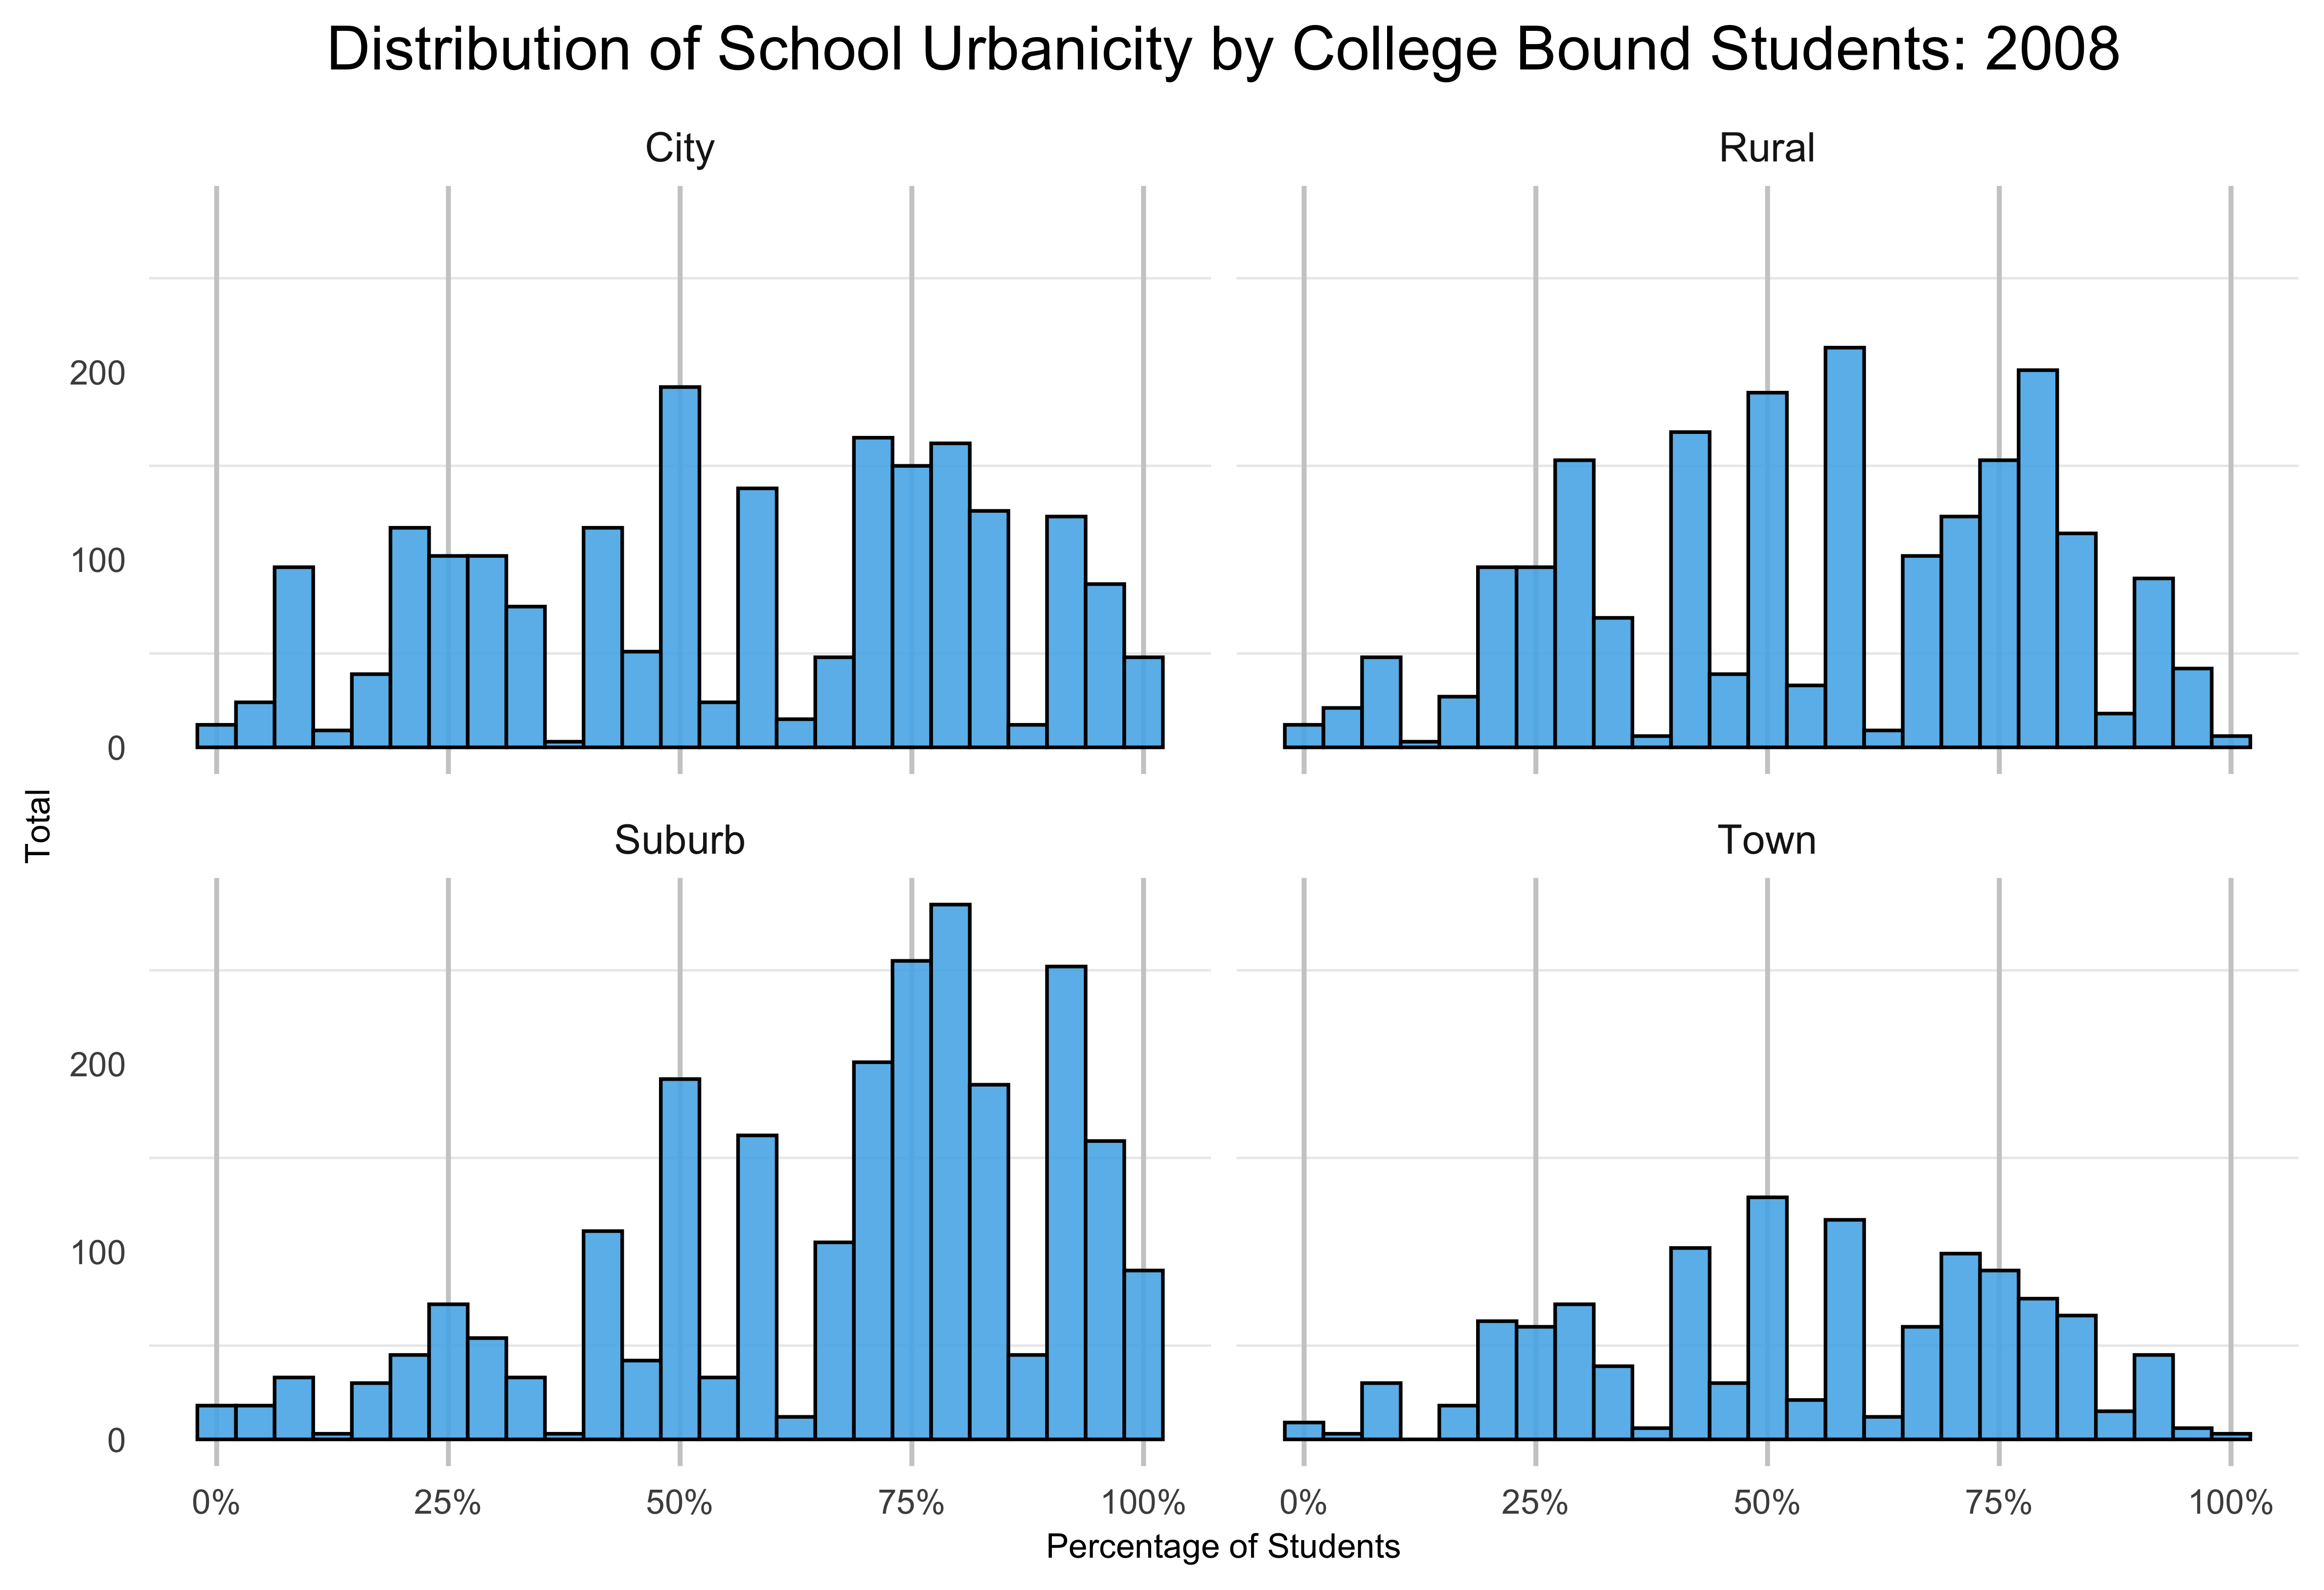 Distribution of School Urbanicity by College Bound Students: 2008
City
Rural
200
100
0
Total
Suburb
Town
200
100
0
0% 25% 50% 75% 100% 0% 25% 50% 75% 100%
Percentage of Students